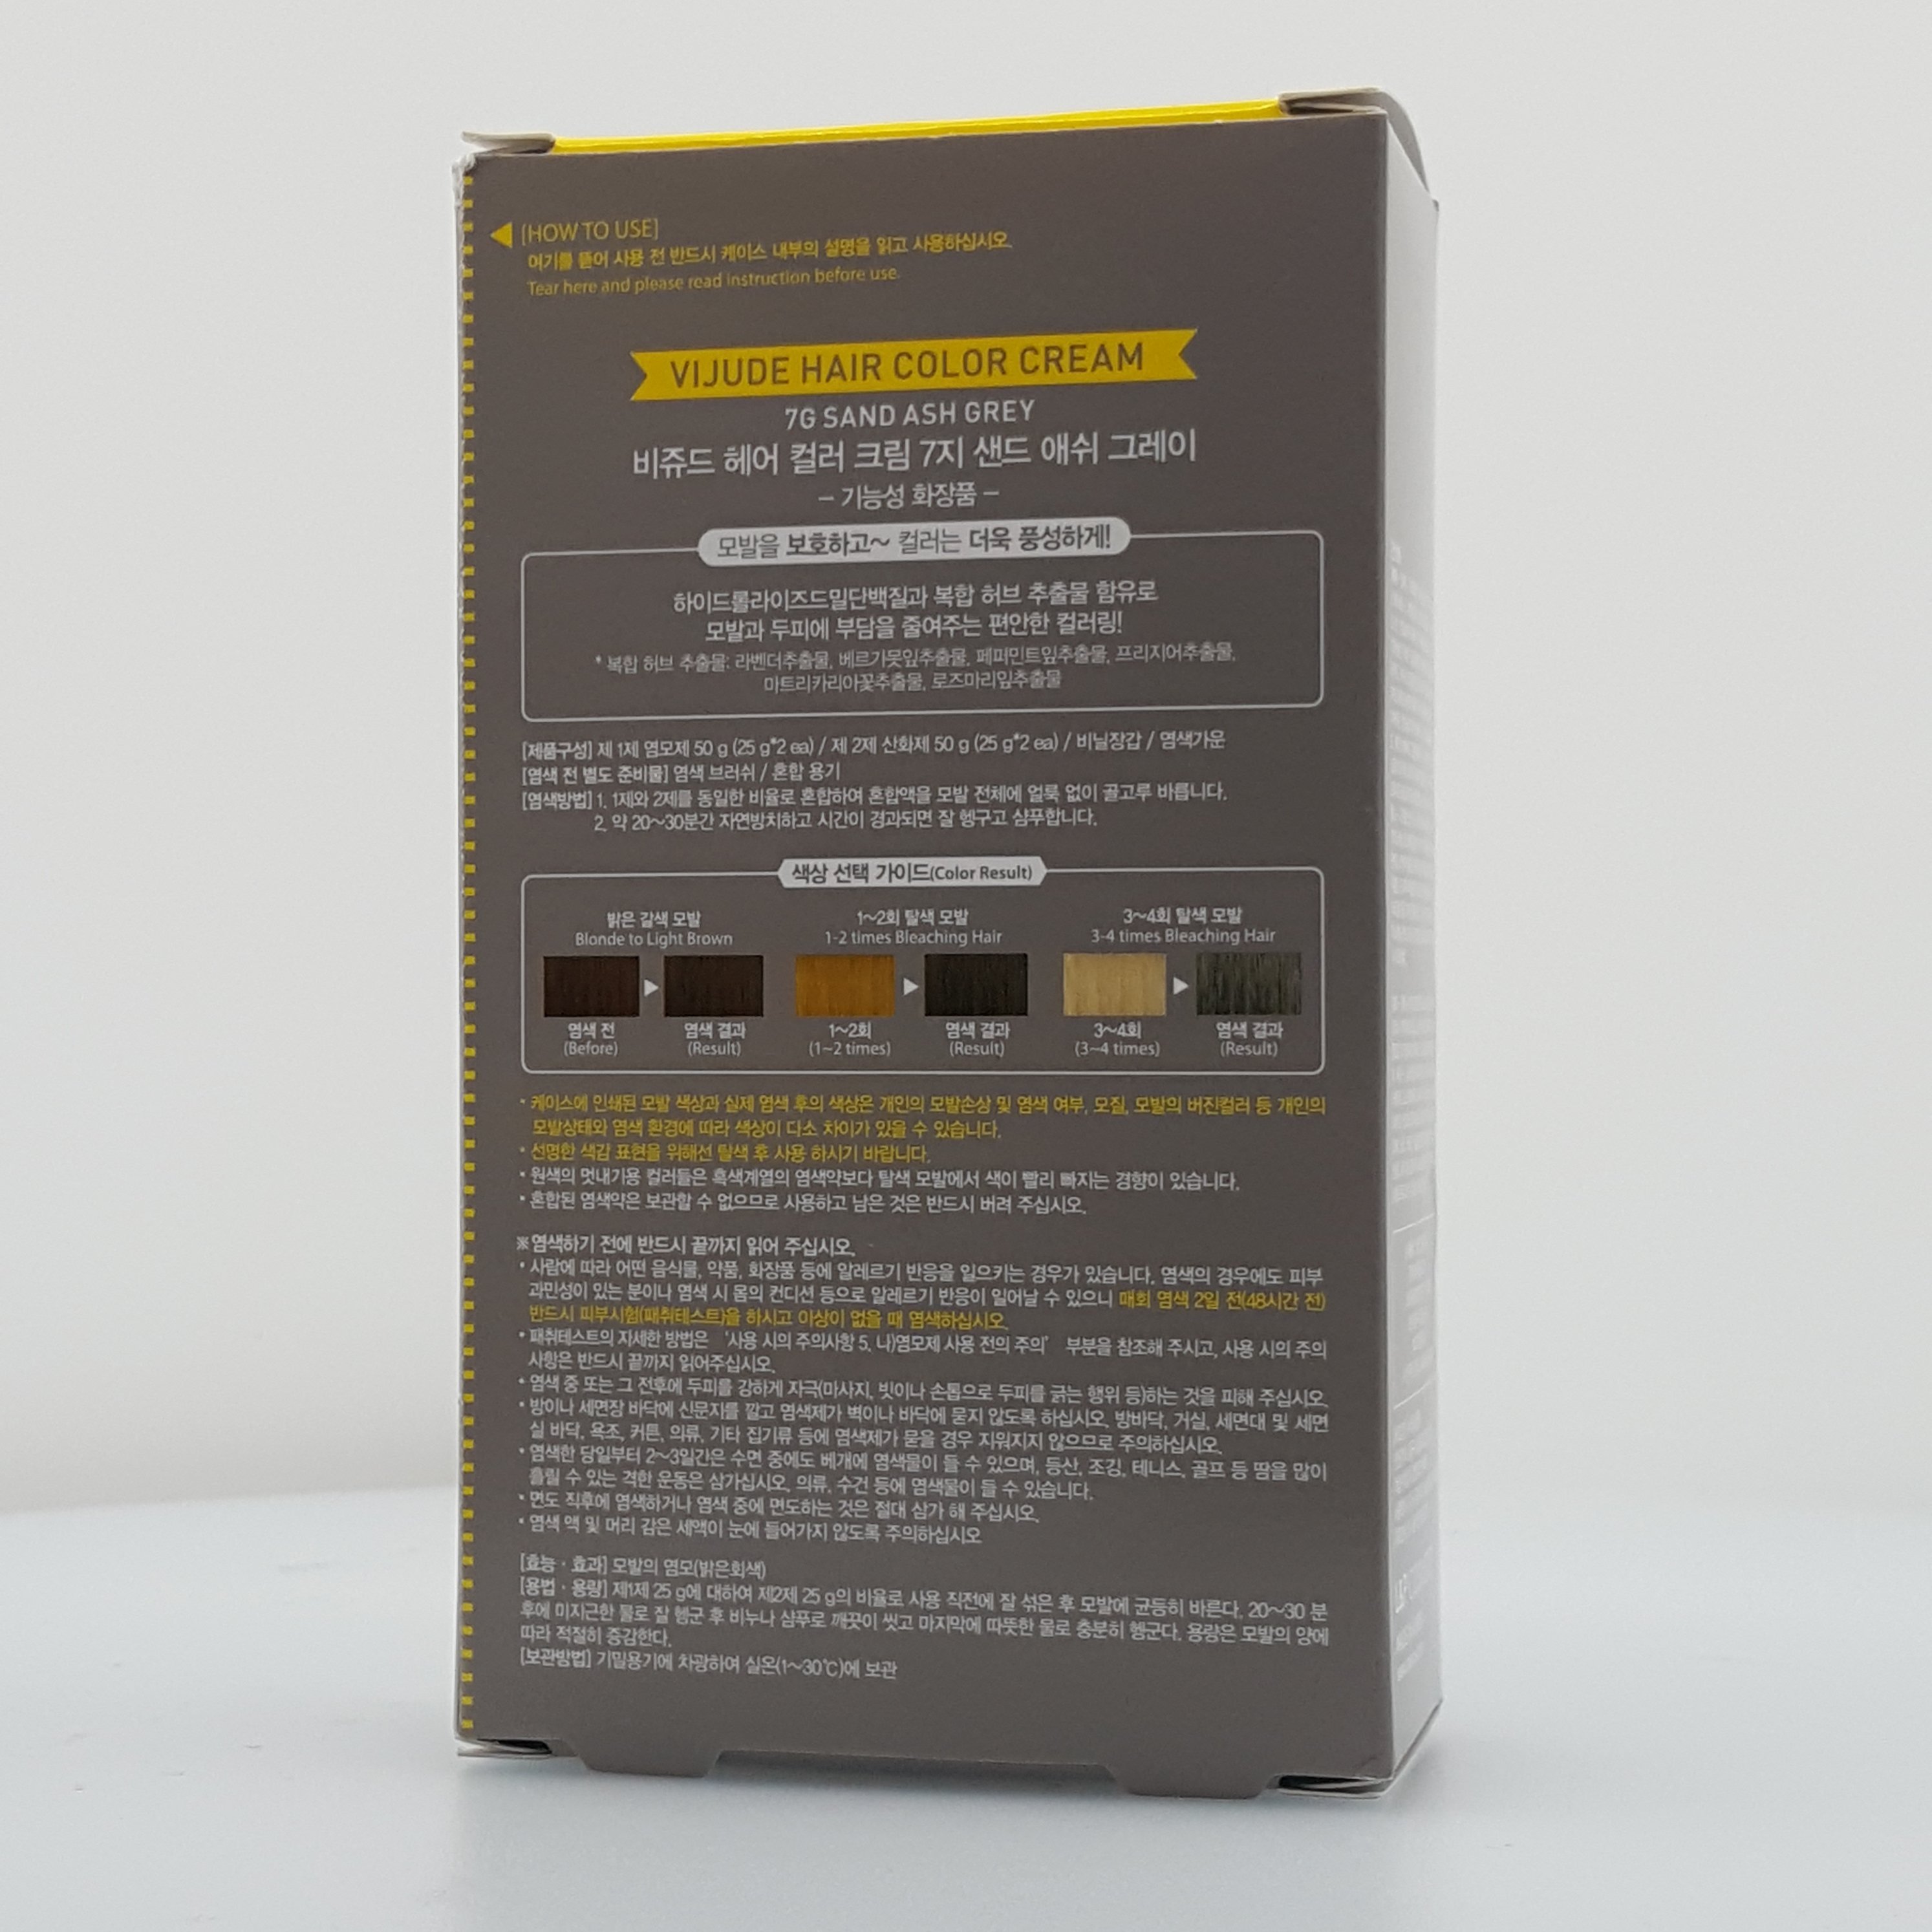 [HOW TO USE]
여기를 뜯어 사용 전 반드시 케이스 내부의 설명을 읽고 사용하십시오.
Tear here and please read instruction before use.
VIJUDE HAIR COLOR CREAM
7G SAND ASH GREY
비쥬드 헤어 컬러 크림 7지 샌드 애쉬 그레이
– 기능성 화장품 –
모발을 보호하고~ 컬러는 더욱 풍성하게!
하이드롤라이즈드밀단백질과 복합 허브 추출물 함유로
모발과 두피에 부담을 줄여주는 편안한 컬러링!
* 복합 허브 추출물: 라벤더추출물, 베르가못잎추출물, 페퍼민트잎추출물, 프리지어추출물,
마트리카리아꽃추출물, 로즈마리잎추출물
[제품구성] 제 1제 염모제 50 g (25 g*2 ea) / 제 2제 산화제 50 g (25 g*2 ea) / 비닐장갑 / 염색가운
[염색 전 별도 준비물] 염색 브러쉬 / 혼합 용기
[염색방법] 1. 1제와 2제를 동일한 비율로 혼합하여 혼합액을 모발 전체에 얼룩 없이 골고루 바릅니다.
2. 약 20~30분간 자연방치하고 시간이 경과되면 잘 헹구고 샴푸합니다.
색상 선택 가이드(Color Result)
밝은 갈색 모발 1~2회 탈색 모발 3~4회 탈색 모발
Blonde to Light Brown 1-2 times Bleaching Hair 3-4 times Bleaching Hair
염색 전 염색 결과 1~2회 염색 결과 3~4회 염색 결과
(Before) (Result) (1~2 times) (Result) (3~4 times) (Result)
• 케이스에 인쇄된 모발 색상과 실제 염색 후의 색상은 개인의 모발손상 및 염색 여부, 모질, 모발의 버진컬러 등 개인의
모발상태와 염색 환경에 따라 색상이 다소 차이가 있을 수 있습니다.
• 선명한 색감 표현을 위해선 탈색 후 사용 하시기 바랍니다.
• 원색의 멋내기용 컬러들은 흑색계열의 염색약보다 탈색 모발에서 색이 빨리 빠지는 경향이 있습니다.
• 혼합된 염색약은 보관할 수 없으므로 사용하고 남은 것은 반드시 버려 주십시오.
※염색하기 전에 반드시 끝까지 읽어 주십시오.
• 사람에 따라 어떤 음식물, 약품, 화장품 등에 알레르기 반응을 일으키는 경우가 있습니다. 염색의 경우에도 피부
과민성이 있는 분이나 염색 시 몸의 컨디션 등으로 알레르기 반응이 일어날 수 있으니 매회 염색 2일 전(48시간 전)
반드시 피부시험(패취테스트)을 하시고 이상이 없을 때 염색하십시오.
• 패취테스트의 자세한 방법은 '사용 시의 주의사항 5. 나)염모제 사용 전의 주의' 부분을 참조해 주시고, 사용 시의 주의
사항은 반드시 끝까지 읽어주십시오.
• 염색 중 또는 그 전후에 두피를 강하게 자극(마사지, 빗이나 손톱으로 두피를 긁는 행위 등)하는 것을 피해 주십시오.
• 방이나 세면장 바닥에 신문지를 깔고 염색제가 벽이나 바닥에 묻지 않도록 하십시오. 방바닥, 거실, 세면대 및 세면
실 바닥, 욕조, 커튼, 의류, 기타 집기류 등에 염색제가 묻을 경우 지워지지 않으므로 주의하십시오.
• 염색한 당일부터 2~3일간은 수면 중에도 베개에 염색물이 들 수 있으며, 등산, 조깅, 테니스, 골프 등 땀을 많이
흘릴 수 있는 격한 운동은 삼가십시오. 의류, 수건 등에 염색물이 들 수 있습니다.
• 면도 직후에 염색하거나 염색 중에 면도하는 것은 절대 삼가 해 주십시오.
• 염색 액 및 머리 감은 세액이 눈에 들어가지 않도록 주의하십시오
[효능 · 효과] 모발의 염모(밝은회색)
[용법 · 용량] 제1제 25 g에 대하여 제2제 25 g의 비율로 사용 직전에 잘 섞은 후 모발에 균등히 바른다. 20~30 분
후에 미지근한 물로 잘 헹군 후 비누나 샴푸로 깨끗이 씻고 마지막에 따뜻한 물로 충분히 헹군다. 용량은 모발의 양에
따라 적절히 증감한다.
[보관방법] 기밀용기에 차광하여 실온(1~30℃)에 보관